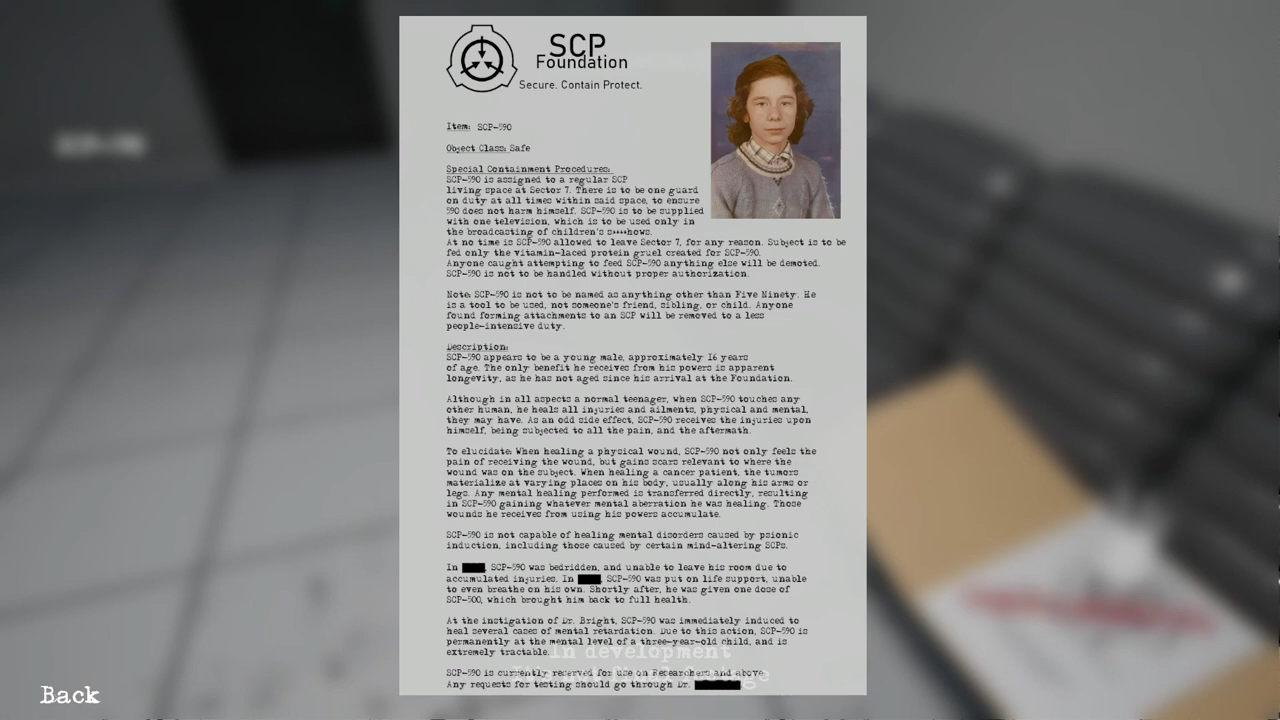 SCP
Foundation
Secure. Contain Protect.
Item: SCP-590
Object Class: Safe
Special Containment Procedures:
SCP-590 is assigned to a regular SCP
living space at Sector 7. There is to be one guard
on duty at all times within said space, to ensure
590 does not harm himself. SCP-590 is to be supplied
with one television, which is to be used only in
the broadcasting of children's s****hows.
At no time is SCP-590 allowed to leave Sector 7, for any reason. Subject is to be
fed only the vitamin-laced protein gruel created for SCP-590.
Anyone caught attempting to feed SCP-590 anything else will be demoted.
SCP-590 is not to be handled without proper authorization.
Note: SCP-590 is not to be named as anything other than Five Ninety. He
is a tool to be used, not someone's friend, sibling, or child. Anyone
found forming attachments to an SCP will be removed to a less
people-intensive duty.
Description:
SCP-590 appears to be a young male, approximately 16 years
of age. The only benefit he receives from his powers is apparent
longevity, as he has not aged since his arrival at the Foundation.
Although in all aspects a normal teenager, when SCP-590 touches any
other human, he heals all injuries and ailments, physical and mental,
they may have. As an odd side effect, SCP-590 receives the injuries upon
himself, being subjected to all the pain, and the aftermath.
To elucidate: When healing a physical wound, SCP-590 not only feels the
pain of receiving the wound, but gains scars relevant to where the
wound was on the subject. When healing a cancer patient, the tumors
materialize at varying places on his body, usually along his arms or
legs. Any mental healing performed is transferred directly, resulting
in SCP-590 gaining whatever mental aberration he was healing. Those
wounds he receives from using his powers accumulate.
SCP-590 is not capable of healing mental disorders caused by psionic
induction, including those caused by certain mind-altering SCPs.
In , SCP-590 was bedridden, and unable to leave his room due to
accumulated injuries. In , SCP-590 was put on life support, unable
to even breathe on his own. Shortly after, he was given one dose of
SCP-500, which brought him back to full health.
At the instigation of Dr. Bright, SCP-590 was immediately induced to
heal several cases of mental retardation. Due to this action, SCP-590 is
permanently at the mental level of a three-year-old child, and is
extremely tractable.
In development
SCP-590 is currently reserved for use on Researchers and above.
Any requests for testing should go through Dr.
Back